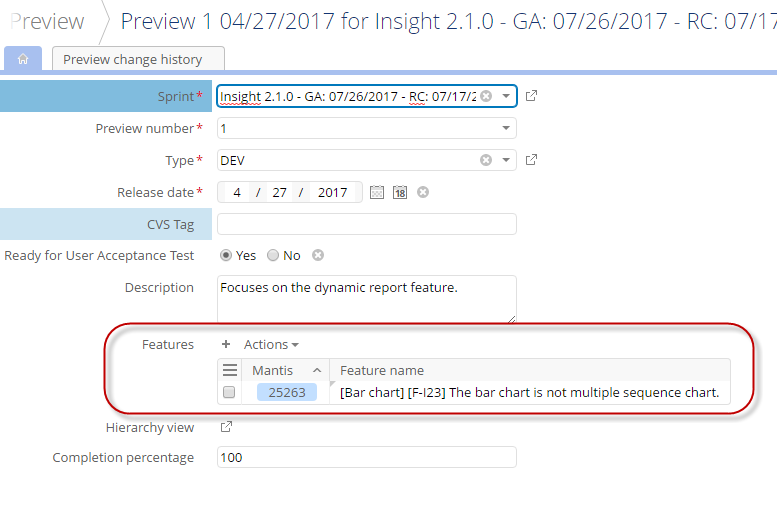 Preview Preview 1 04/27/2017 for Insight 2.1.0 - GA: 07/26/2017 - RC: 07/17
Preview change history
Sprint* Insight 2.1.0 - GA: 07/26/2017 - RC: 07/17/2
Preview number* 1
Type* DEV
Release date* 4 / 27 / 2017 18
CVS Tag
Ready for User Acceptance Test Yes No
Description Focuses on the dynamic report feature.
Features + Actions
Mantis Feature name
25263 [Bar chart] [F-I23] The bar chart is not multiple sequence chart.
Hierarchy view
Completion percentage 100